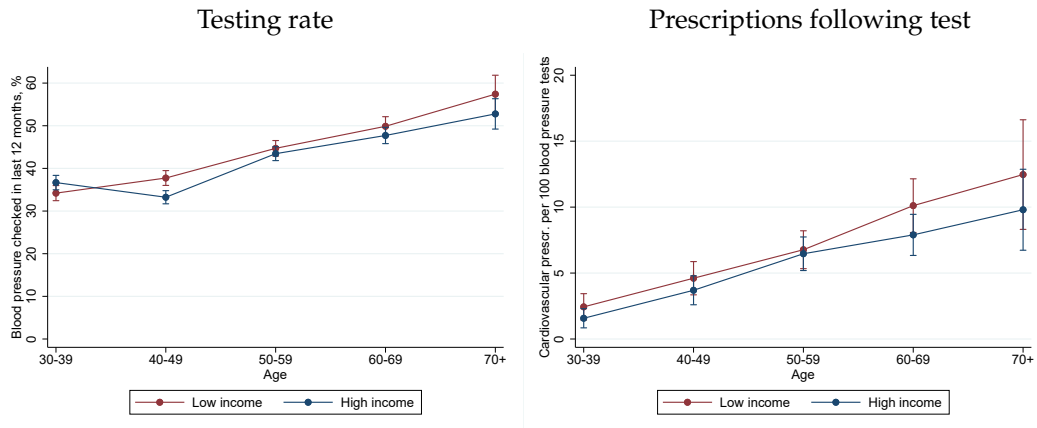 Testing rate
Blood pressure checked in last 12 months, %
60
50
40
30
20
10
0
30-39 40-49 50-59 60-69 70+
Age
Low income High income
Prescriptions following test
Cardiovascular prescr. per 100 blood pressure tests
20
15
10
5
0
30-39 40-49 50-59 60-69 70+
Age
Low income High income